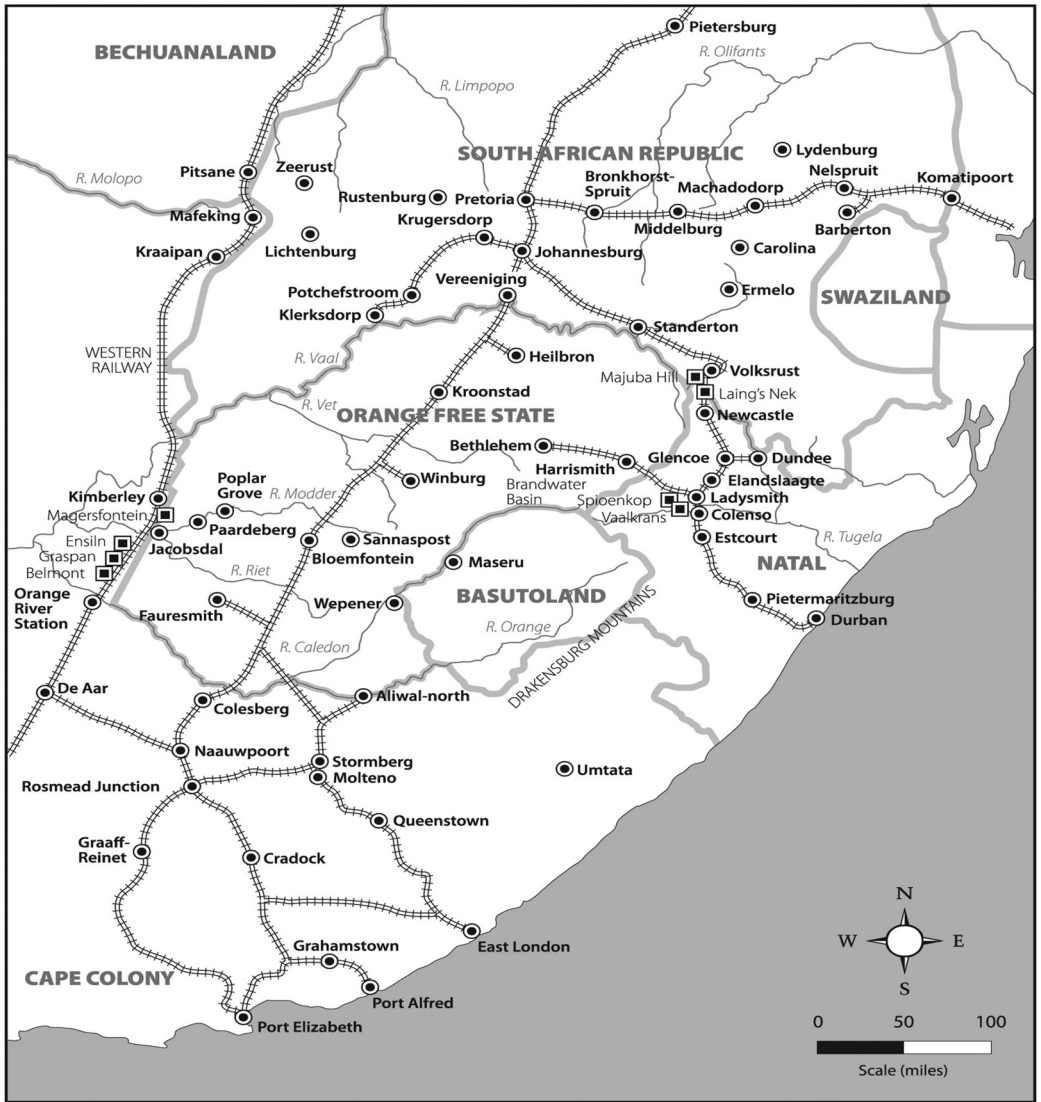 Pietersburg
BECHUANALAND
R. Olifants
R. Limpopo
SOUTH AFRICAN REPUBLIC
Lydenburg
Zeerust
Pitsane
R. Molopo
Rustenburg
Pretoria
Bronkhorst-
Spruit
Machadodorp
Nelspruit
Komatipoort
Mafeking
Krugersdorp
Middelburg
Barberton
Kraaipan
Lichtenburg
Johannesburg
Carolina
Potchefstroom
Vereeniging
Ermelo
SWAZILAND
Klerksdorp
Standerton
WESTERN
RAILWAY
R. Vaal
Heilbron
Majuba Hill
Volksrust
Laing's Nek
Kroonstad
R. Vet
ORANGE FREE STATE
Newcastle
Bethlehem
Harrismith
Glencoe
Dundee
Brandwater
Basin
Elandslaagte
Winburg
Kimberley
Poplar
Grove
R. Modder
Spioenkop
Ladysmith
Magersfontein
Paardeberg
Vaalkrans
Colenso
Ensiln
Jacobsdal
Sannaspost
Estcourt
R. Tugela
Graspan
Bloemfontein
Maseru
NATAL
Belmont
R. Riet
Orange
River
Station
Fauresmith
Wepener
BASUTOLAND
Pietermaritzburg
Durban
R. Orange
R. Caledon
DRAKENSBURG MOUNTAINS
De Aar
Colesberg
Aliwal-north
Naauwpoort
Stormberg
Molteno
Umtata
Rosmead Junction
Queenstown
Graaff-
Reinet
Cradock
East London
Grahamstown
CAPE COLONY
Port Alfred
Port Elizabeth
N
W E
S
0 50 100
Scale (miles)